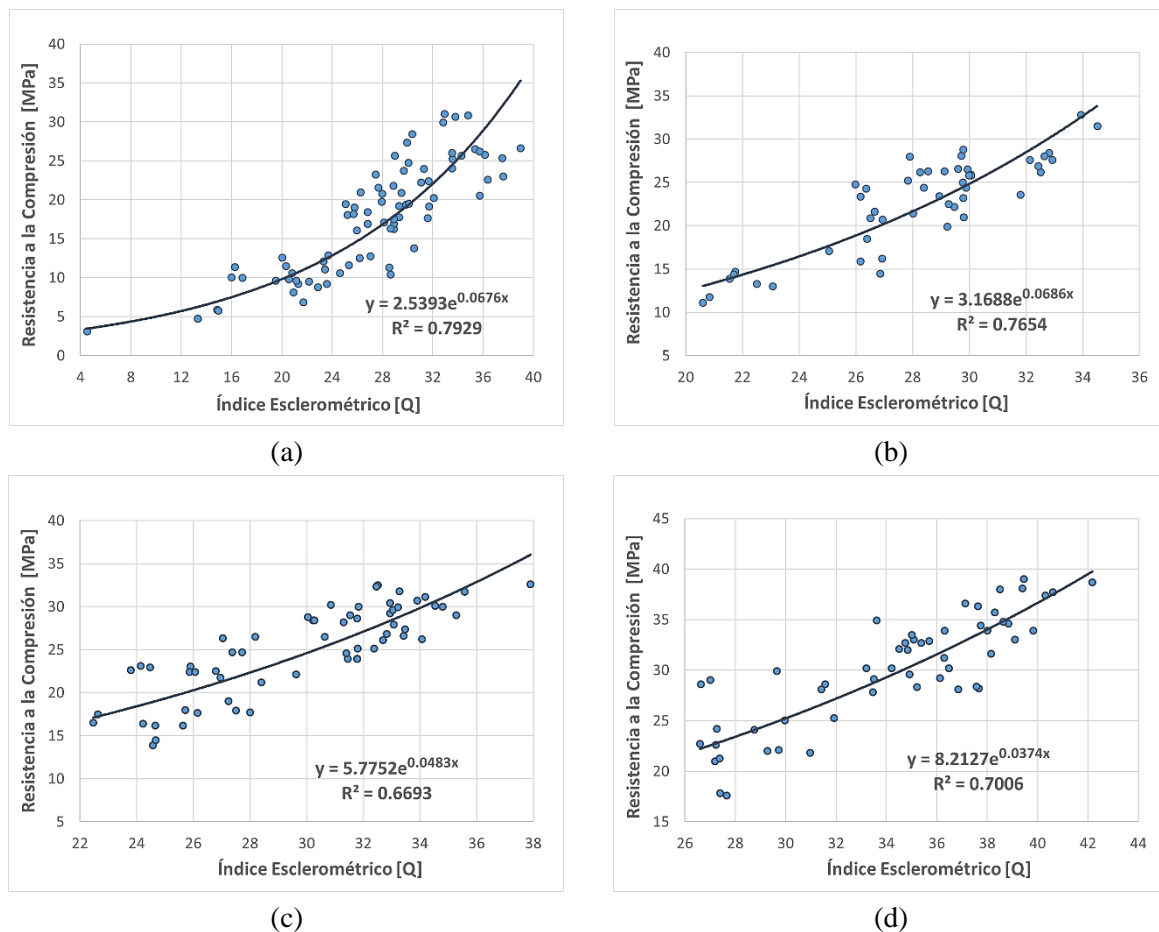 Resistencia a la Compresión [MPa]
40
35
30
25
20
15
10
5
0
y = 2.5393e^0.0676x
R² = 0.7929
4 8 12 16 20 24 28 32 36 40
Índice Esclerométrico [Q]
(a)
Resistencia a la Compresión [MPa]
40
35
30
25
20
15
10
5
y = 3.1688e^0.0686x
R² = 0.7654
20 22 24 26 28 30 32 34 36
Índice Esclerométrico [Q]
(b)
Resistencia a la Compresión [MPa]
40
35
30
25
20
15
10
5
y = 5.7752e^0.0483x
R² = 0.6693
22 24 26 28 30 32 34 36 38
Índice Esclerométrico [Q]
(c)
Resistencia a la Compresión [MPa]
45
40
35
30
25
20
15
y = 8.2127e^0.0374x
R² = 0.7006
26 28 30 32 34 36 38 40 42 44
Índice Esclerométrico [Q]
(d)